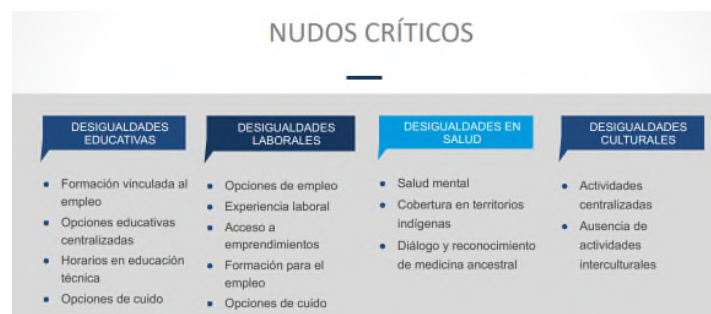 NUDOS CRÍTICOS
DESIGUALDADES
EDUCATIVAS
Formación vinculada al
empleo
Opciones educativas
centralizadas
Horarios en educación
técnica
Opciones de cuido
DESIGUALDADES
LABORALES
Opciones de empleo
Experiencia laboral
Acceso a
emprendimientos
Formación para el
empleo
Opciones de cuido
DESIGUALDADES EN
SALUD
Salud mental
Cobertura en territorios
indígenas
Diálogo y reconocimiento
de medicina ancestral
DESIGUALDADES
CULTURALES
Actividades
centralizadas
Ausencia de
actividades
interculturales